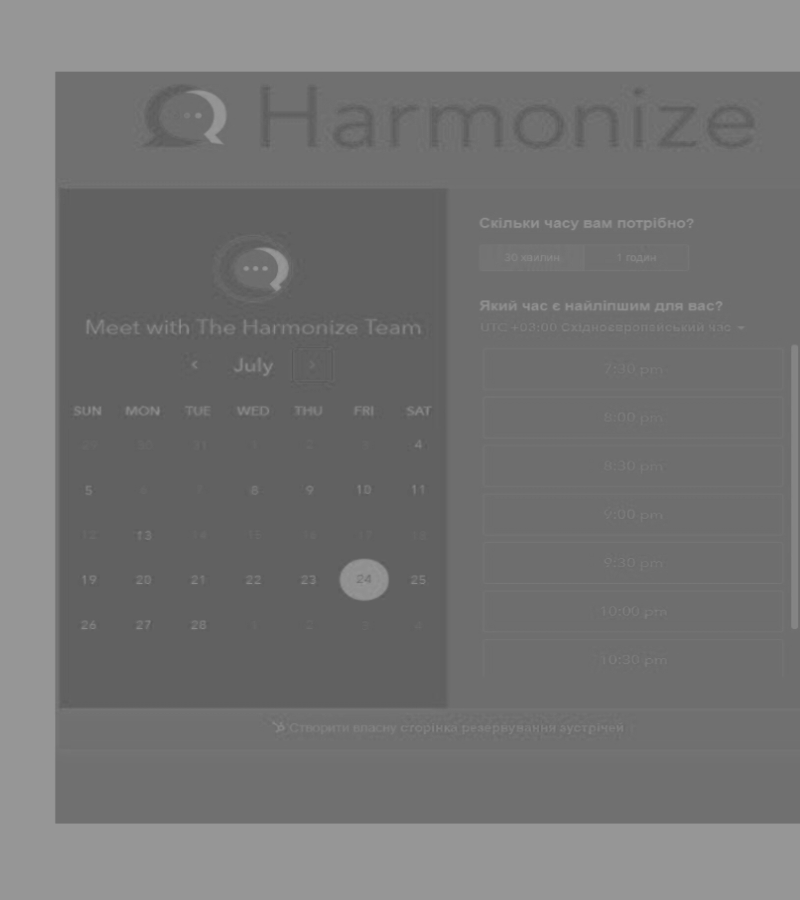 Harmonize
Meet with The Harmonize Team
July
SUN MON TUE WED THU FRI SAT
29 30 31 1 2 3 4
5 6 7 8 9 10 11
12 13 14 15 16 17 18
19 20 21 22 23 24 25
26 27 28 1 2 3 4
Скільки часу вам потрібно?
30 хвилин 1 годин
Який час є найліпшим для вас?
UTC +03:00 Східноєвропейський час
7:30 pm
8:00 pm
8:30 pm
9:00 pm
9:30 pm
10:00 pm
10:30 pm
Створити власну сторінка резервування зустрічей